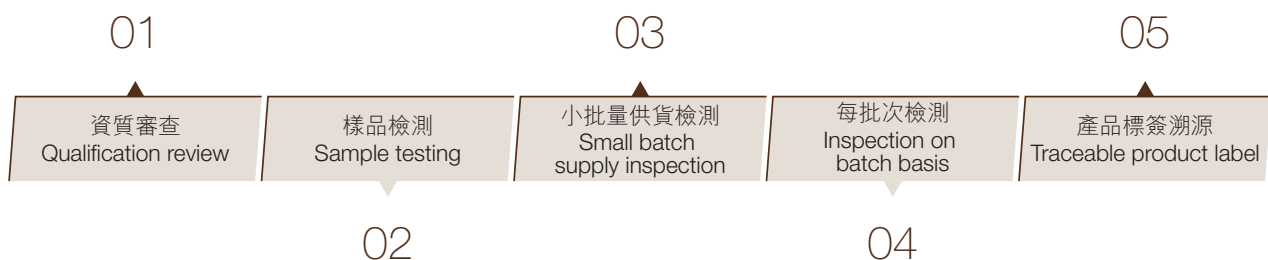 01
03
05
資質審查
Qualification review
樣品檢測
Sample testing
小批量供貨檢測
Small batch
supply inspection
每批次檢測
Inspection on
batch basis
產品標簽溯源
Traceable product label
02
04